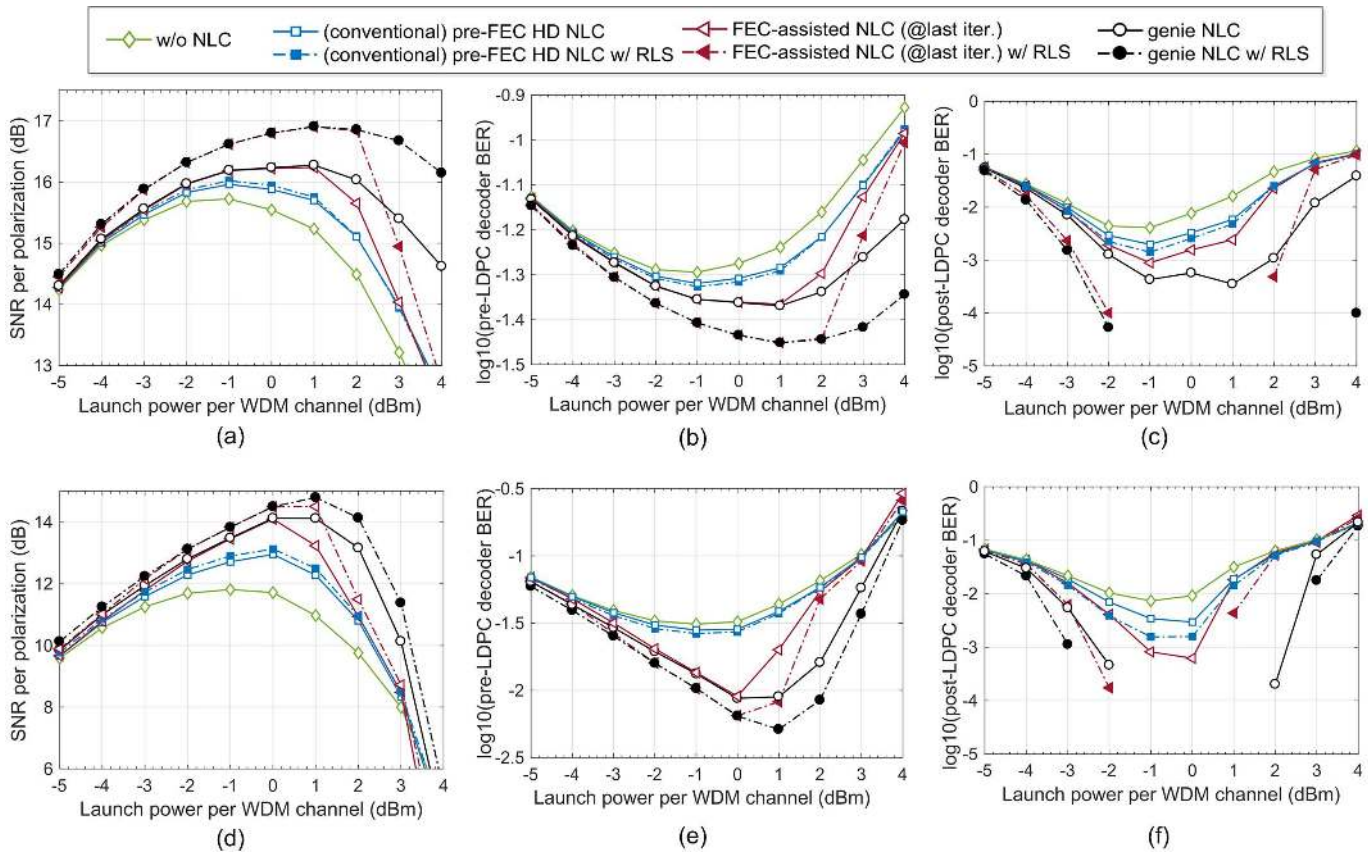 w/o NLC
(conventional) pre-FEC HD NLC
(conventional) pre-FEC HD NLC w/ RLS
FEC-assisted NLC (@last iter.)
FEC-assisted NLC (@last iter.) w/ RLS
genie NLC
genie NLC w/ RLS
SNR per polarization (dB)
17
16
15
14
13
-5 -4 -3 -2 -1 0 1 2 3 4
Launch power per WDM channel (dBm)
(a)
log10(pre-LDPC decoder BER)
-0.9
-1
-1.1
-1.2
-1.3
-1.4
-1.5
-5 -4 -3 -2 -1 0 1 2 3 4
Launch power per WDM channel (dBm)
(b)
log10(post-LDPC decoder BER)
0
-1
-2
-3
-4
-5
-5 -4 -3 -2 -1 0 1 2 3 4
Launch power per WDM channel (dBm)
(c)
SNR per polarization (dB)
14
12
10
8
6
-5 -4 -3 -2 -1 0 1 2 3 4
Launch power per WDM channel (dBm)
(d)
log10(pre-LDPC decoder BER)
-0.5
-1
-1.5
-2
-2.5
-5 -4 -3 -2 -1 0 1 2 3 4
Launch power per WDM channel (dBm)
(e)
log10(post-LDPC decoder BER)
0
-1
-2
-3
-4
-5
-5 -4 -3 -2 -1 0 1 2 3 4
Launch power per WDM channel (dBm)
(f)